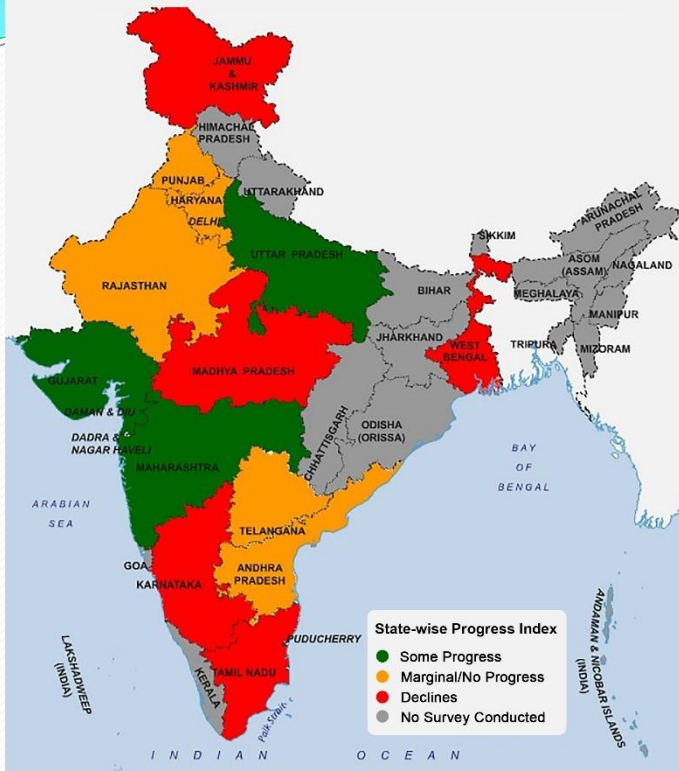 JAMMU
&
KASHMIR
HIMACHAL
PRADESH
PUNJAB
UTTARAKHAND
HARYANA
DELHI
ARUNACHAL
PRADESH
SIKKIM
UTTAR PRADESH
ASOM
(ASSAM)
NAGALAND
RAJASTHAN
BIHAR
MEGHALAYA
MANIPUR
JHARKHAND
TRIPURA
MIZORAM
WEST
BENGAL
GUJARAT
MADHYA PRADESH
DAMAN & DIU
CHHATTISGARH
ODISHA
(ORISSA)
DADRA &
NAGAR HAVELI
MAHARASHTRA
BAY
OF
BENGAL
ARABIAN
SEA
TELANGANA
GOA
ANDHRA
PRADESH
KARNATAKA
PUDUCHERRY
LAKSHADWEEP
(INDIA)
KERALA
TAMIL NADU
Palk Strait
ANDAMAN & NICOBAR ISLANDS
(INDIA)
State-wise Progress Index
Some Progress
Marginal/No Progress
Declines
No Survey Conducted
INDIAN OCEAN